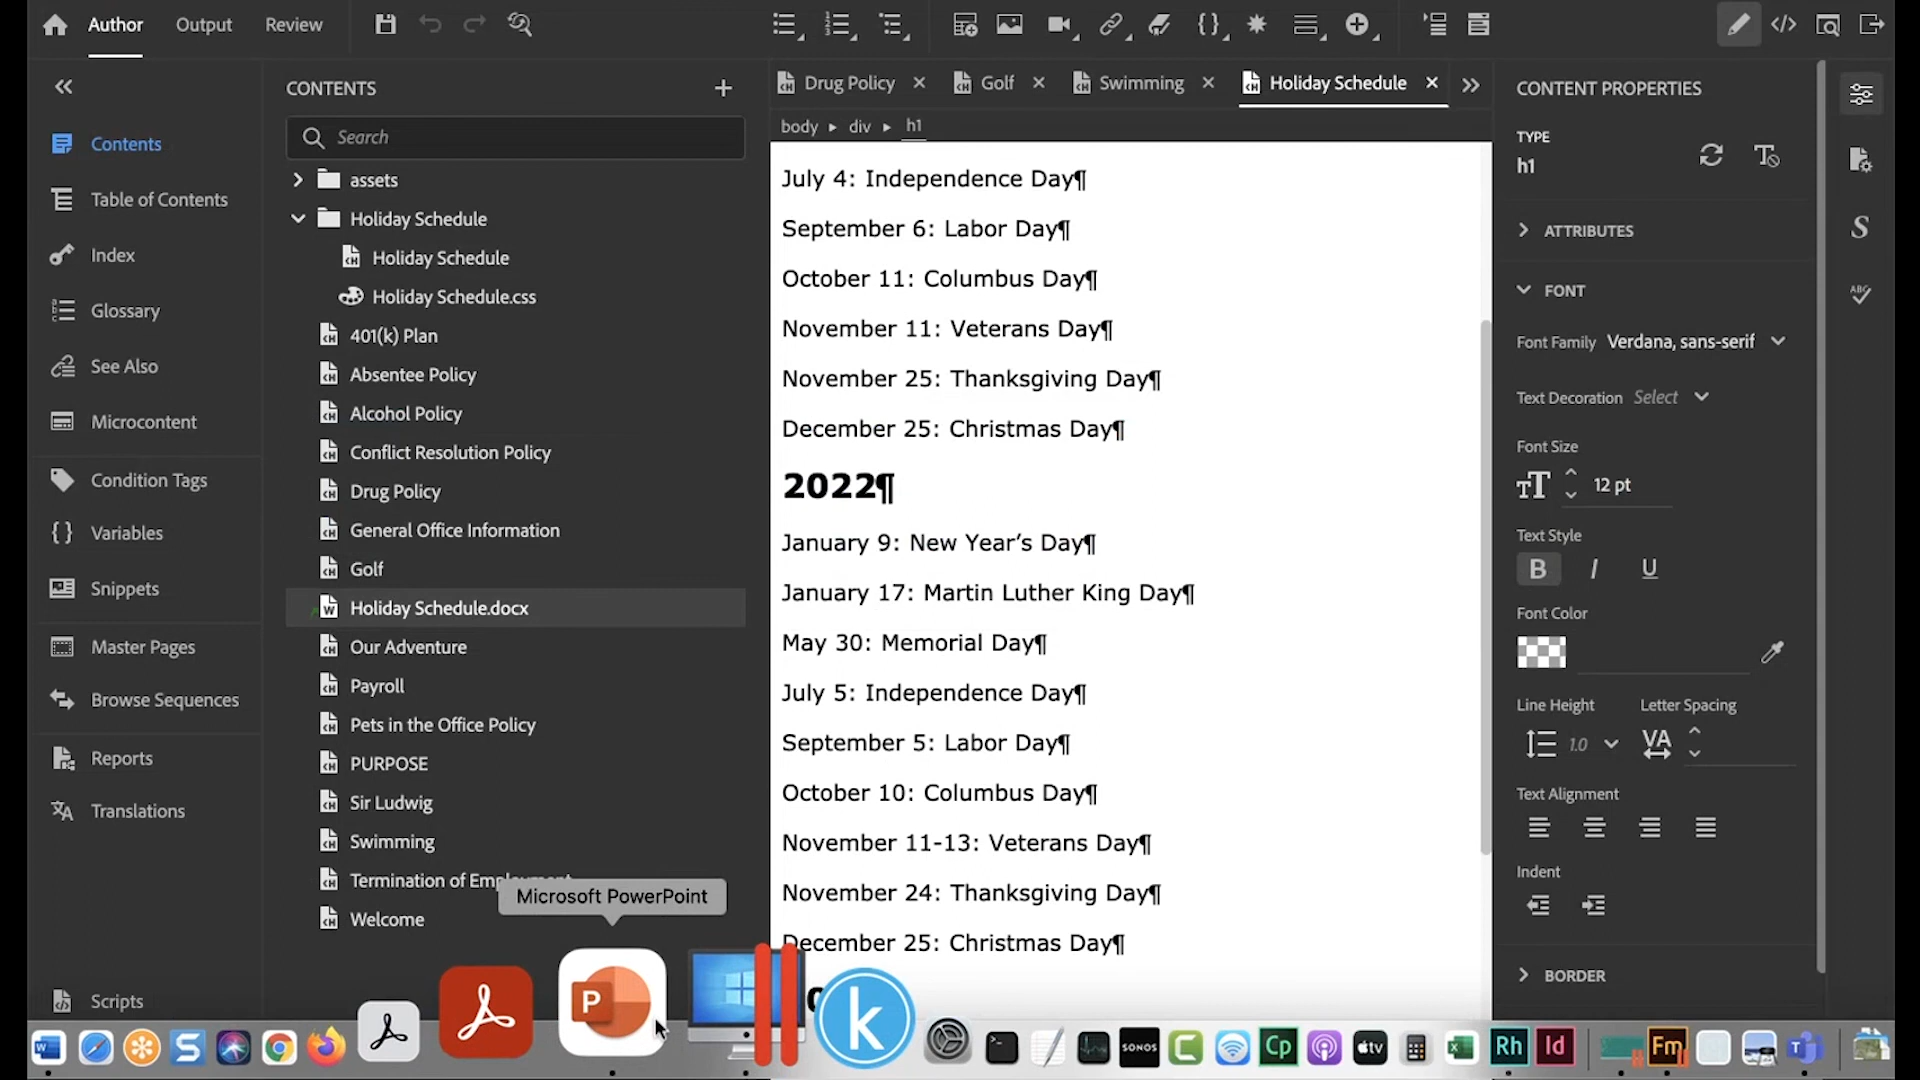 Author Output Review
CONTENTS
Search
Contents
Table of Contents
Index
Glossary
See Also
Microcontent
Condition Tags
Variables
Snippets
Master Pages
Browse Sequences
Reports
Translations
Scripts
assets
Holiday Schedule
Holiday Schedule
Holiday Schedule.css
401(k) Plan
Absentee Policy
Alcohol Policy
Conflict Resolution Policy
Drug Policy
General Office Information
Golf
Holiday Schedule.docx
Our Adventure
Payroll
Pets in the Office Policy
PURPOSE
Sir Ludwig
Swimming
Termination of Employment
Welcome
Microsoft PowerPoint
Drug Policy Golf Swimming Holiday Schedule
body div h1
July 4: Independence Day¶
September 6: Labor Day¶
October 11: Columbus Day¶
November 11: Veterans Day¶
November 25: Thanksgiving Day¶
December 25: Christmas Day¶
2022¶
January 9: New Year’s Day¶
January 17: Martin Luther King Day¶
May 30: Memorial Day¶
July 5: Independence Day¶
September 5: Labor Day¶
October 10: Columbus Day¶
November 11-13: Veterans Day¶
November 24: Thanksgiving Day¶
December 25: Christmas Day¶
CONTENT PROPERTIES
TYPE
h1
ATTRIBUTES
FONT
Font Family Verdana, sans-serif
Text Decoration Select
Font Size
12 pt
Text Style
B I U
Font Color
Line Height Letter Spacing
1.0 VA
Text Alignment
Indent
BORDER
S
ABC
P
k
W
S
SONOS
Cp
tv
Rh
Id
Fm
T